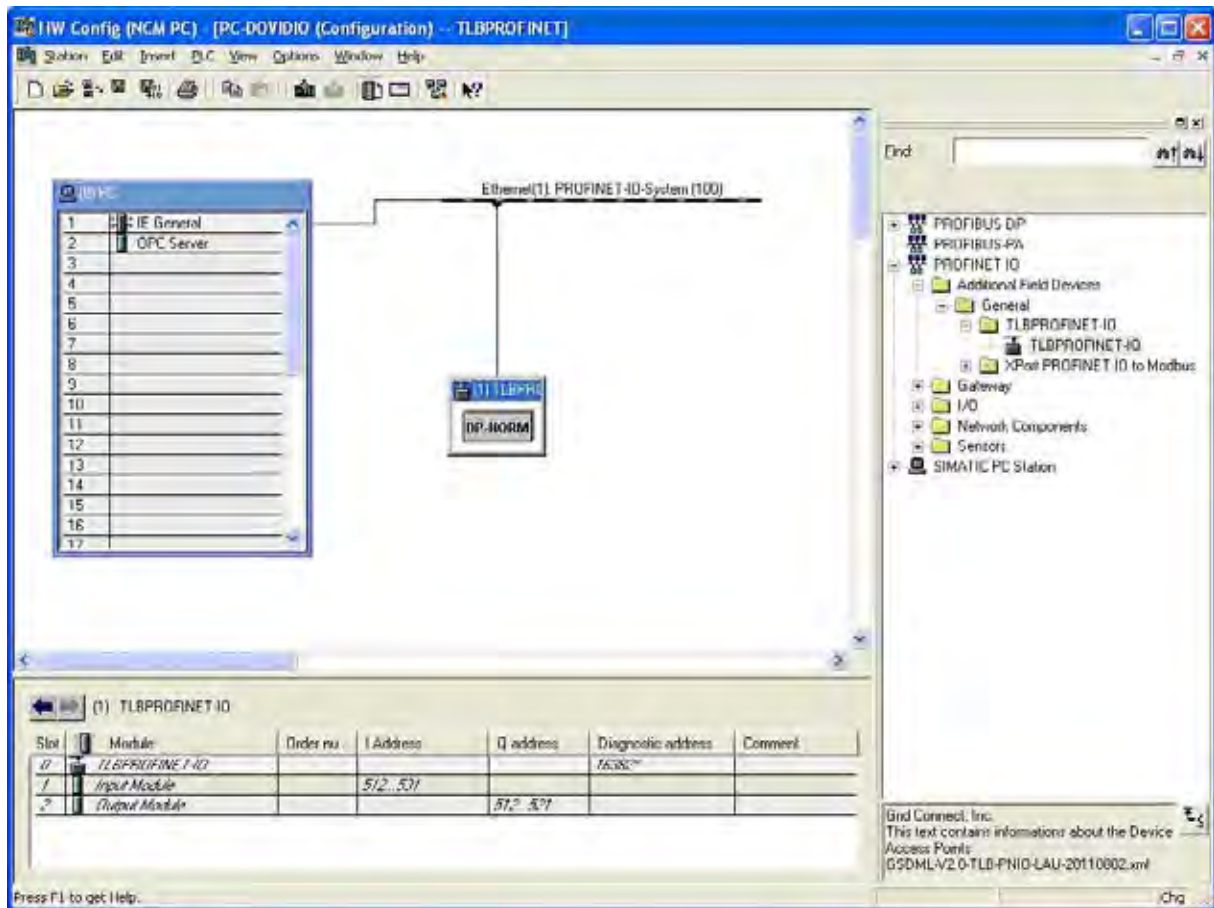 HW Config (NCM PC) - [PC-DOVIDIO (Configuration) -- TLBPROFINET]
Station Edit Insert PLC View Options Window Help
Find:
Ethernet(1): PROFINET-IO-System (100)
1 IE General
2 OPC Server
3
4
5
6
7
8
9
10
11
12
13
14
15
16
17
(1) TLBPRO
DP-NORM
PROFIBUS DP
PROFIBUS-PA
PROFINET IO
Additional Field Devices
General
TLBPROFINET-IO
TLBPROFINET-IO
XPort PROFINET IO to Modbus
Gateway
I/O
Network Components
Sensors
SIMATIC PC Station
(1) TLBPROFINET-IO
Slot Module Order nu I Address Q address Diagnostic address Comment
0 TLBPROFINET-IO
1 Input Module 512...531
2 Output Module
Grid Connect, Inc.
This text contains informations about the Device
Access Points
GSDML-V2.0-TLB-PNIO-LAU-20110802.xml
Press F1 to get Help.
Chg